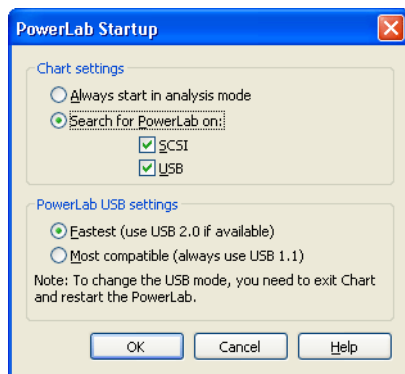 PowerLab Startup
Chart settings
Always start in analysis mode
Search for PowerLab on:
SCSI
USB
PowerLab USB settings
Fastest (use USB 2.0 if available)
Most compatible (always use USB 1.1)
Note: To change the USB mode, you need to exit Chart
and restart the PowerLab.
OK Cancel Help